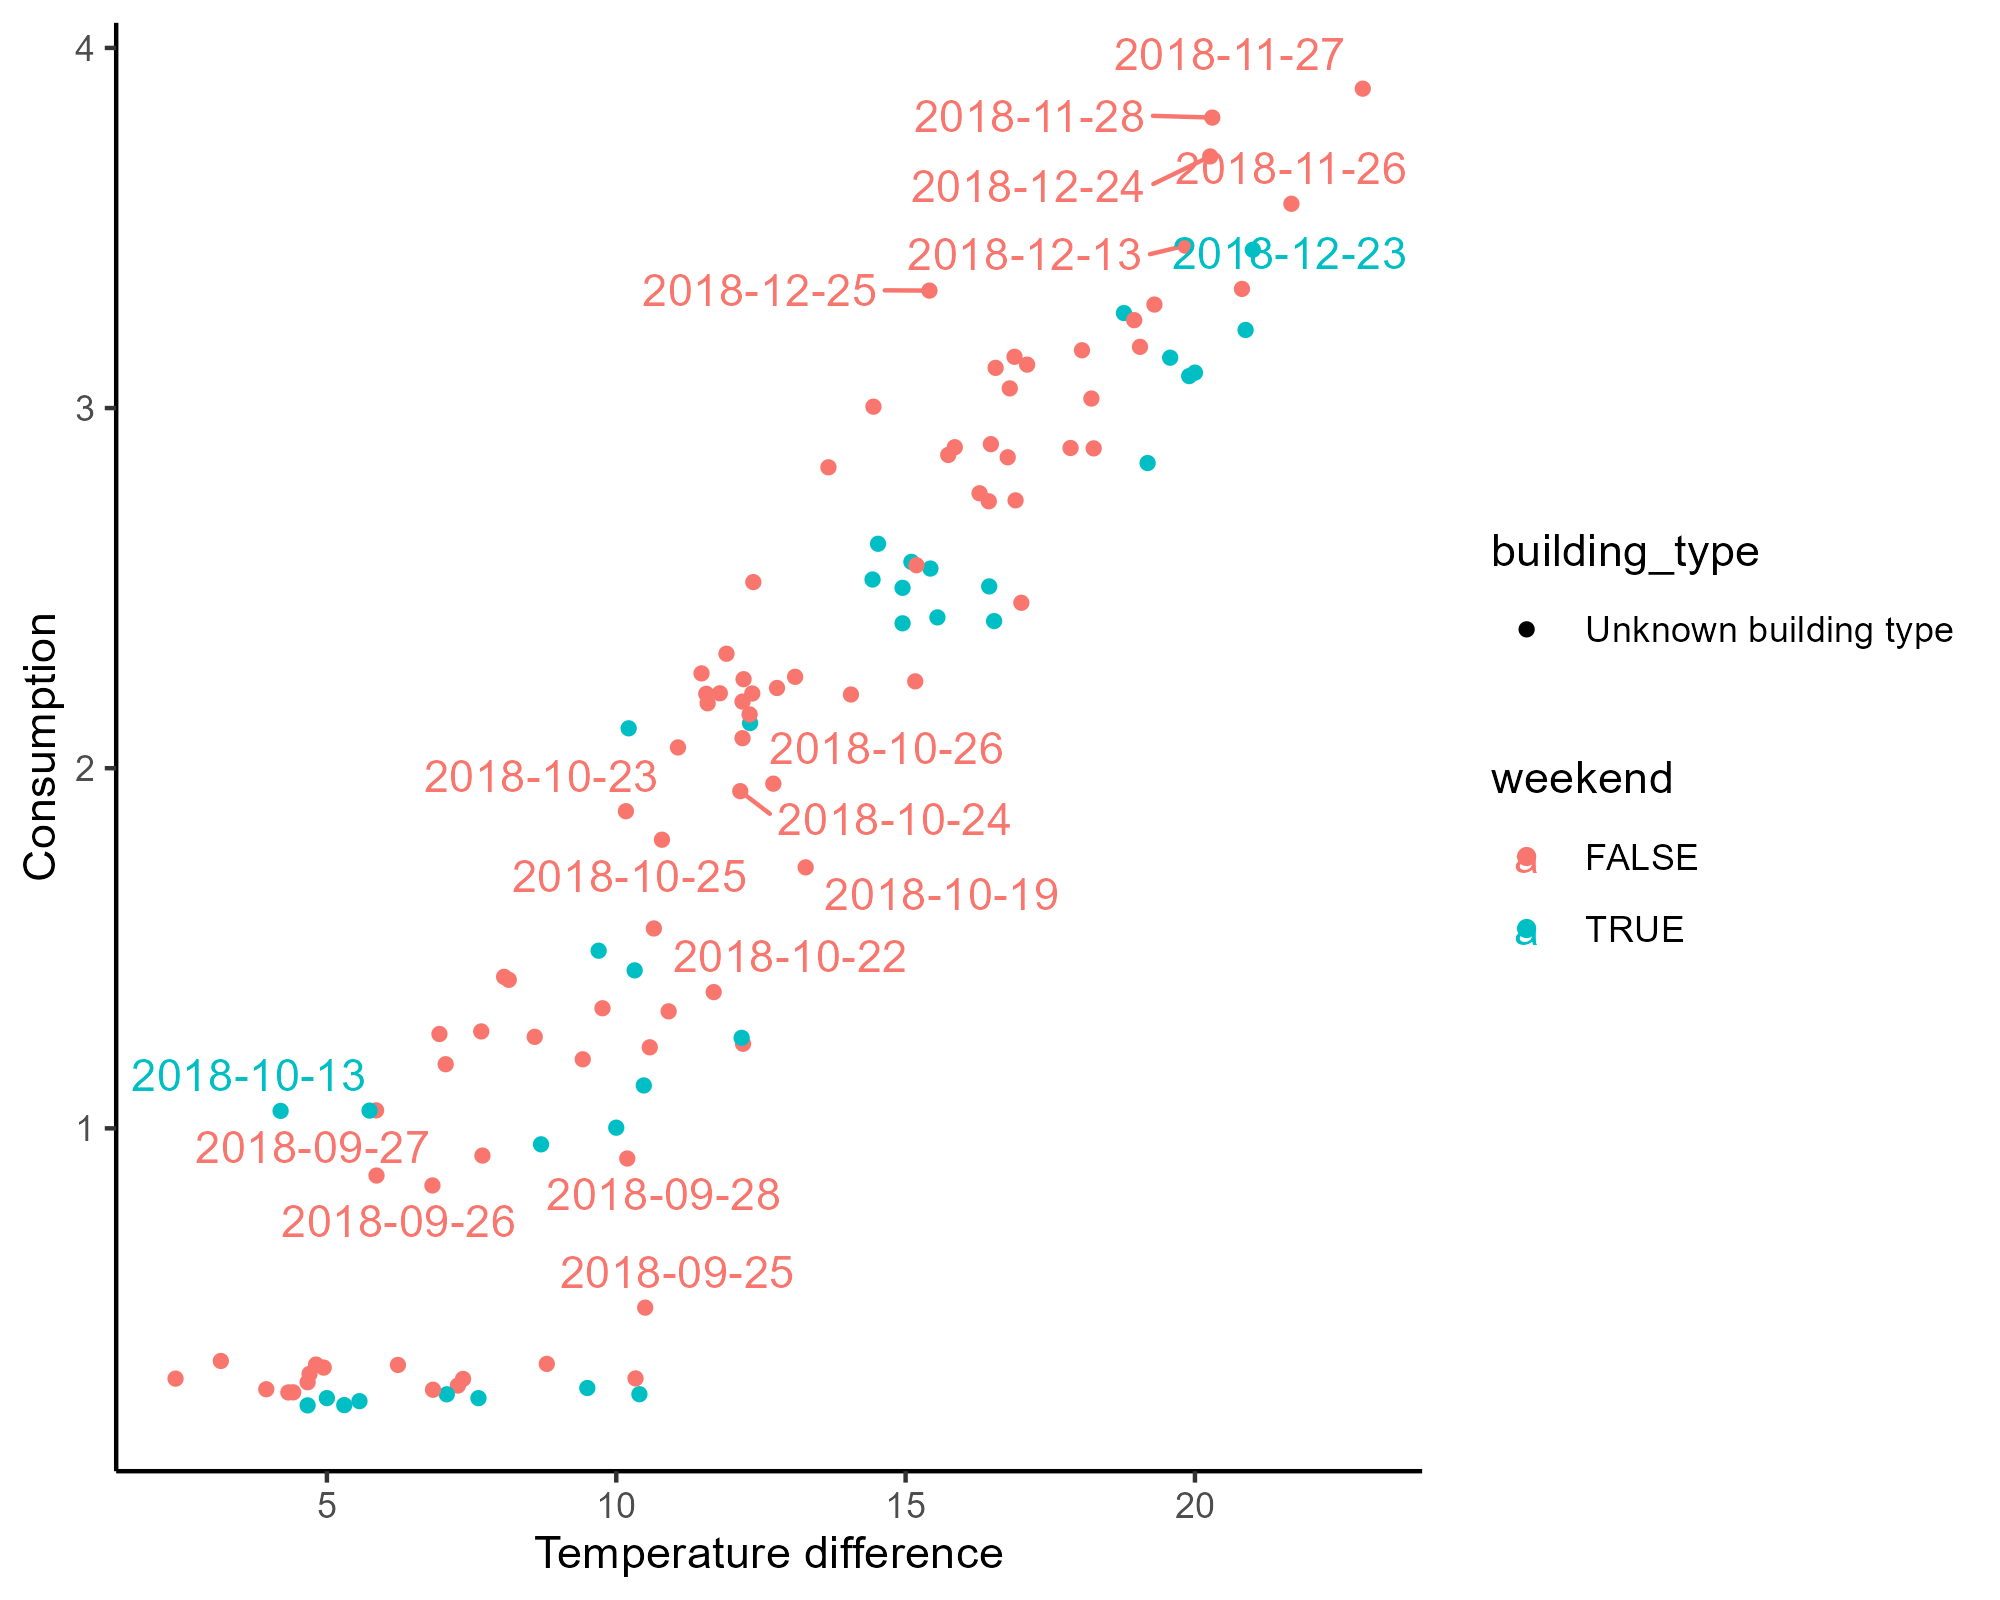 4
3
2
1
Consumption
2018-11-27
2018-11-28
2018-11-26
2018-12-24
2018-12-13
2018-12-23
2018-12-25
2018-10-26
2018-10-23
2018-10-24
2018-10-25
2018-10-19
2018-10-22
2018-10-13
2018-09-27
2018-09-28
2018-09-26
2018-09-25
5 10 15 20
Temperature difference
building_type
Unknown building type
weekend
a FALSE
a TRUE